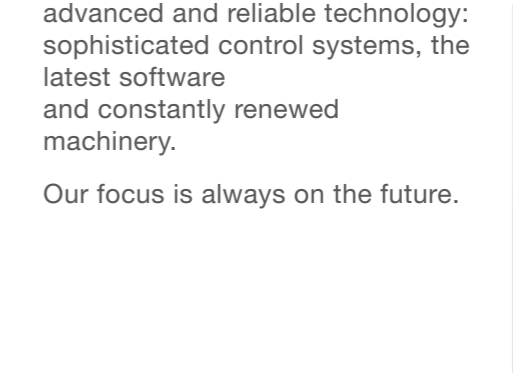 advanced and reliable technology:
sophisticated control systems, the
latest software
and constantly renewed
machinery.
Our focus is always on the future.